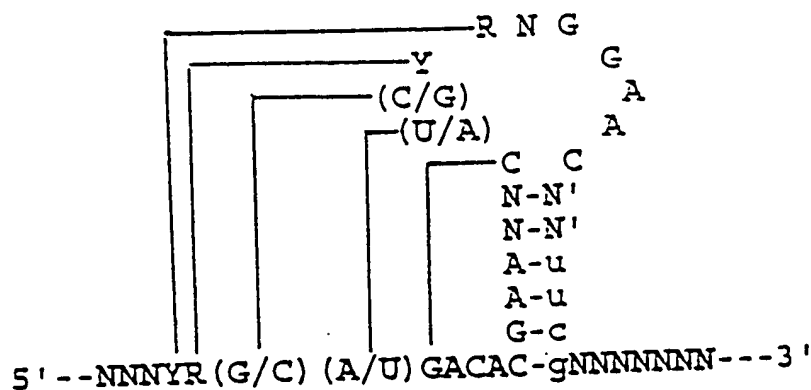 R N G
Y G
(C/G) A
(U/A) A
C C
N-N'
N-N'
A-u
A-u
G-c
5'--NNNYR(G/C)(A/U)GACAC-gNNNNNNN---3'